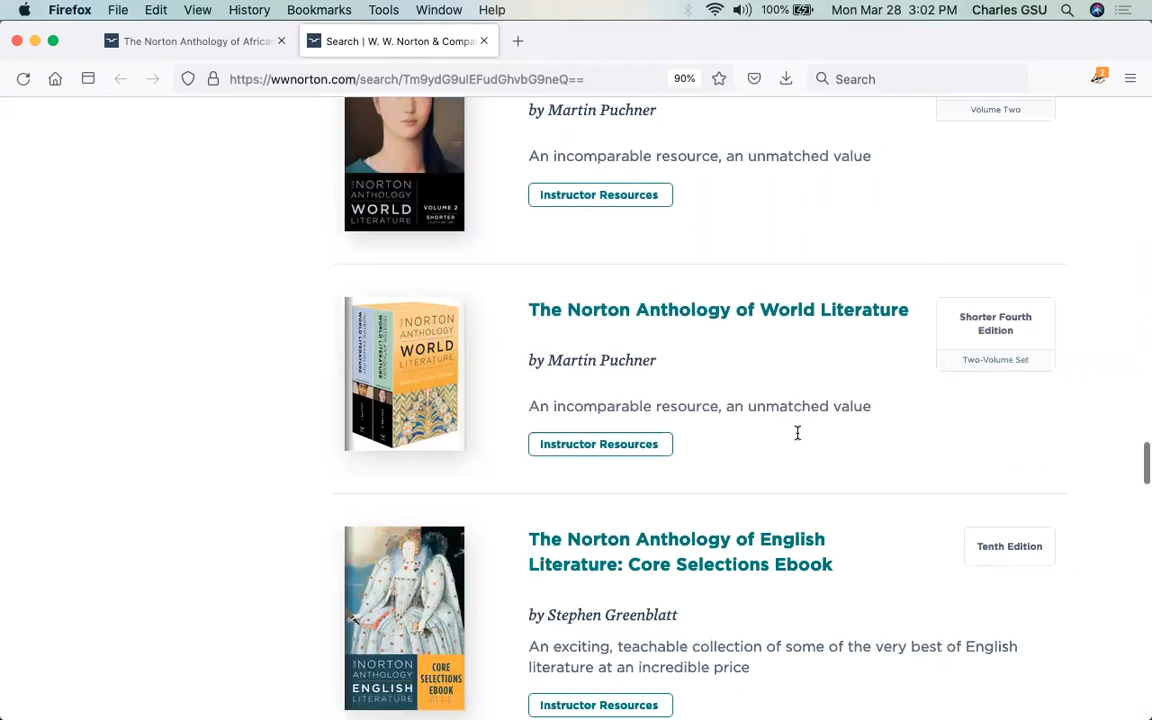 Firefox File Edit View History Bookmarks Tools Window Help 100% Mon Mar 28 3:02 PM Charles GSU
The Norton Anthology of Africa
Search | W. W. Norton & Compa
https://wwnorton.com/search/Tm9ydG9uIEFudGhvbG9neQ== 90% Search 2
by Martin Puchner
Volume Two
An incomparable resource, an unmatched value
Instructor Resources
THE NORTON
ANTHOLOGY
WORLD
LITERATURE
VOLUME 2
SHORTER
The Norton Anthology of World Literature
Shorter Fourth
Edition
Two-Volume Set
by Martin Puchner
An incomparable resource, an unmatched value
Instructor Resources
THE NORTON
ANTHOLOGY
WORLD
LITERATURE
The Norton Anthology of English
Literature: Core Selections Ebook
Tenth Edition
by Stephen Greenblatt
An exciting, teachable collection of some of the very best of English
literature at an incredible price
Instructor Resources
THE NORTON
ANTHOLOGY
ENGLISH
LITERATURE
CORE
SELECTIONS
EBOOK